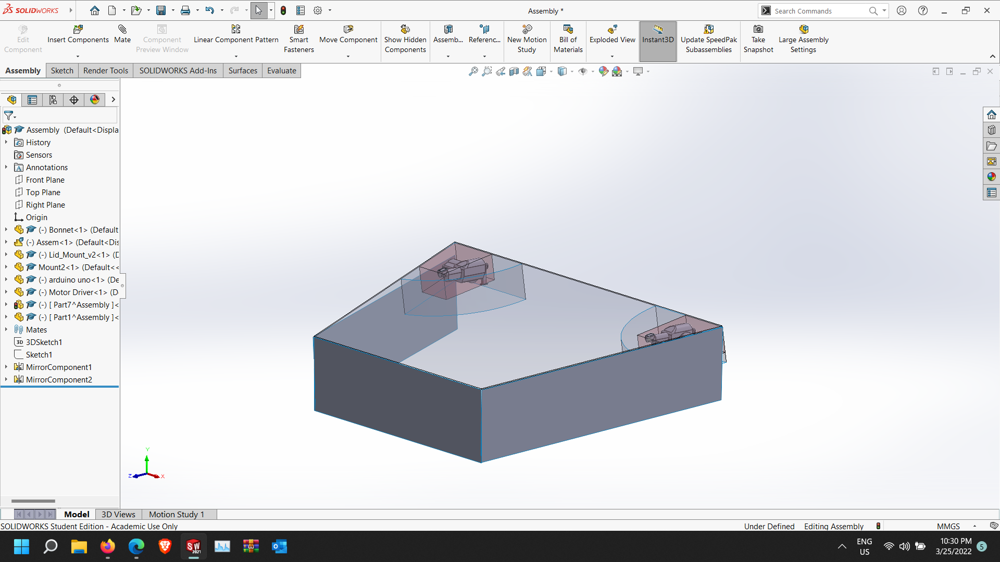 SOLIDWORKS
Assembly *
Search Commands
Edit Component
Insert Components
Mate
Component Preview Window
Linear Component Pattern
Smart Fasteners
Move Component
Show Hidden Components
Assemb...
Referenc...
New Motion Study
Bill of Materials
Exploded View
Instant3D
Update SpeedPak Subassemblies
Take Snapshot
Large Assembly Settings
Assembly
Sketch
Render Tools
SOLIDWORKS Add-Ins
Surfaces
Evaluate
Assembly (Default<Displa
History
Sensors
Annotations
Front Plane
Top Plane
Right Plane
Origin
(-) Bonnet<1> (Default
(-) Assem<1> (Default<Dis
(-) Lid_Mount_v2<1> (D
Mount2<1> (Default<<
(-) arduino uno<1> (De
(-) Motor Driver<1> (D
(-) [ Part7^Assembly ]<
(-) [ Part1^Assembly ]<
Mates
3D 3DSketch1
Sketch1
MirrorComponent1
MirrorComponent2
Y
Z
X
Model
3D Views
Motion Study 1
SOLIDWORKS Student Edition - Academic Use Only
Under Defined
Editing Assembly
MMGS
SW 2021
ENG US
10:30 PM
3/25/2022
5